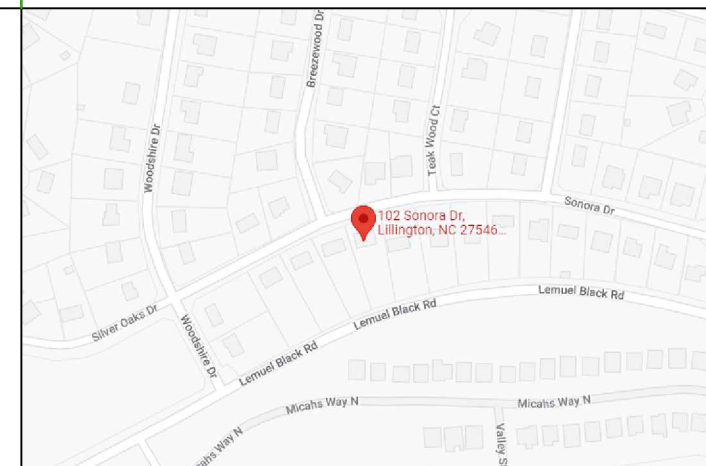 Breezewood Dr
Woodshire Dr
Teak Wood Ct
102 Sonora Dr,
Lillington, NC 27546...
Sonora Dr
Silver Oaks Dr
Woodshire Dr
Lemuel Black Rd
Lemuel Black Rd
Lemuel Black Rd
Micahs Way N
Micahs Way N
Way N
Valley